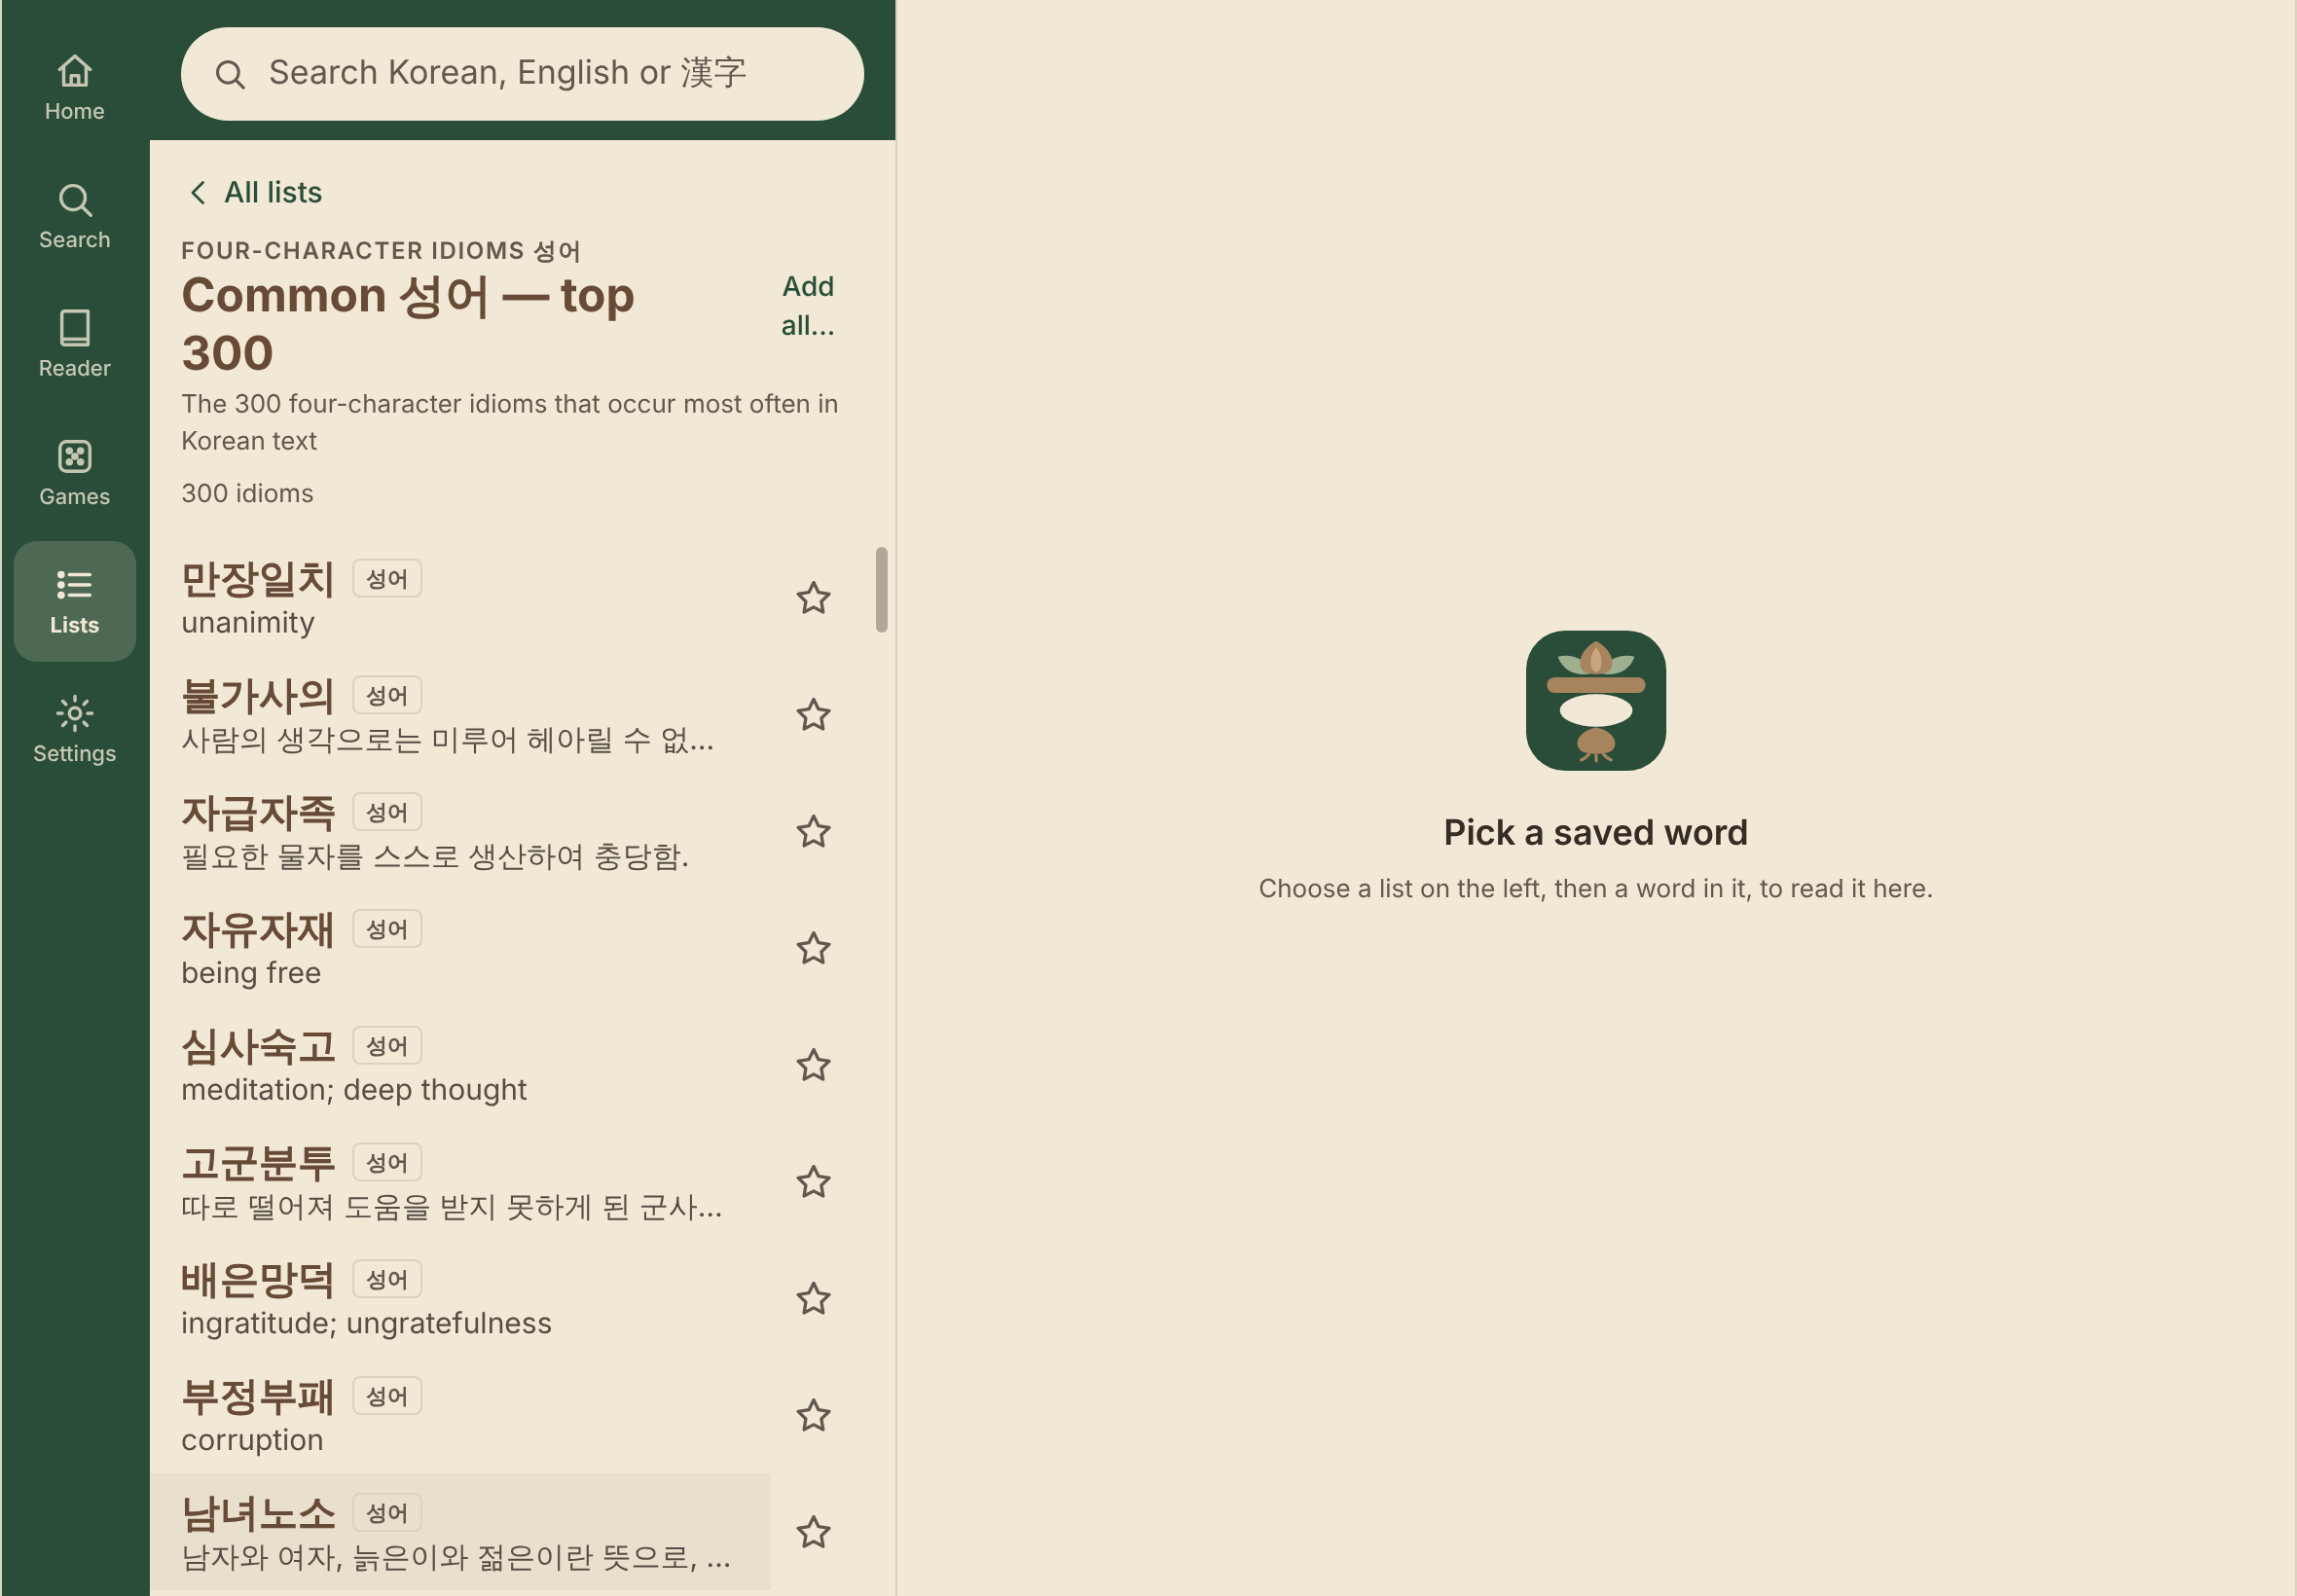 Home
Search
Reader
Games
Lists
Settings
Search Korean, English or 漢字
All lists
FOUR-CHARACTER IDIOMS 성어
Common 성어 — top
300
Add
all...
The 300 four-character idioms that occur most often in
Korean text
300 idioms
만장일치 성어
unanimity
불가사의 성어
사람의 생각으로는 미루어 헤아릴 수 없...
자급자족 성어
필요한 물자를 스스로 생산하여 충당함.
자유자재 성어
being free
심사숙고 성어
meditation; deep thought
고군분투 성어
따로 떨어져 도움을 받지 못하게 된 군사...
배은망덕 성어
ingratitude; ungratefulness
부정부패 성어
corruption
남녀노소 성어
남자와 여자, 늙은이와 젊은이란 뜻으로, ...
Pick a saved word
Choose a list on the left, then a word in it, to read it here.